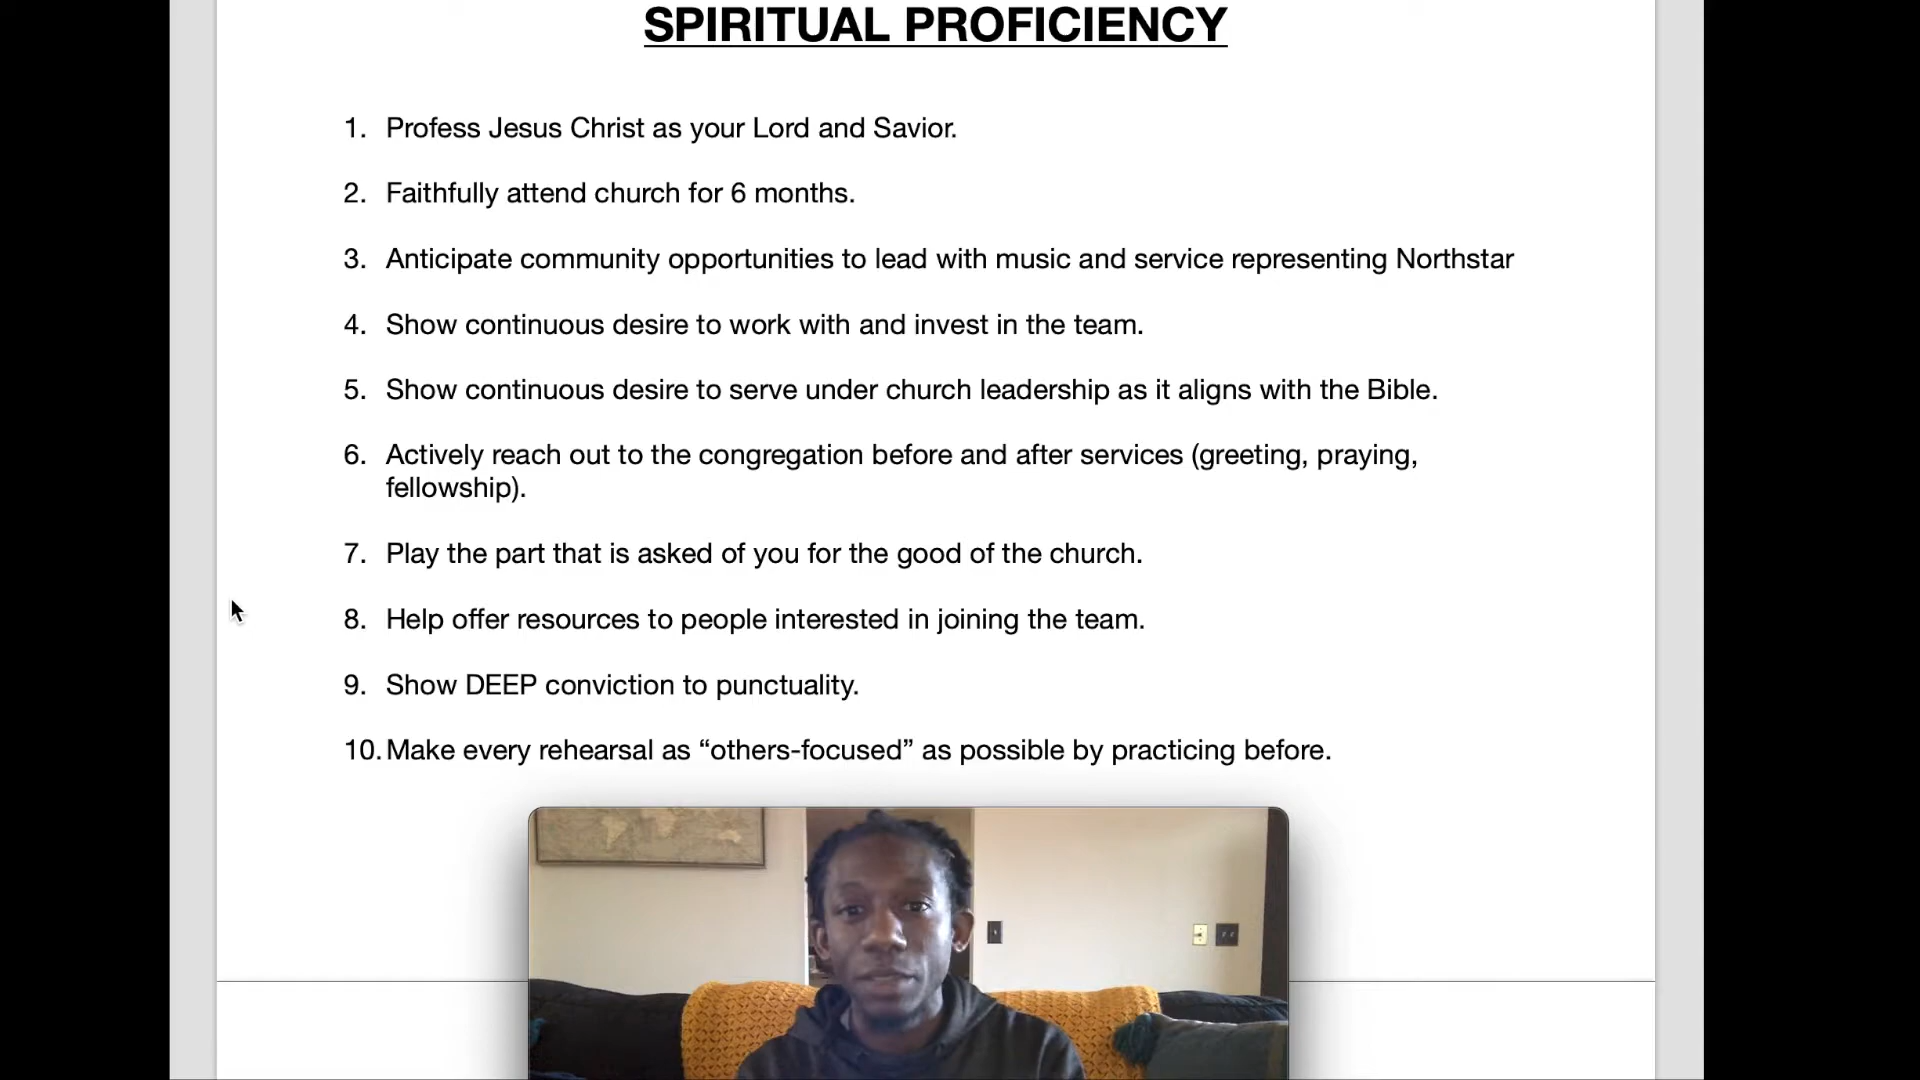 SPIRITUAL PROFICIENCY
1. Profess Jesus Christ as your Lord and Savior.
2. Faithfully attend church for 6 months.
3. Anticipate community opportunities to lead with music and service representing Northstar
4. Show continuous desire to work with and invest in the team.
5. Show continuous desire to serve under church leadership as it aligns with the Bible.
6. Actively reach out to the congregation before and after services (greeting, praying,
fellowship).
7. Play the part that is asked of you for the good of the church.
8. Help offer resources to people interested in joining the team.
9. Show DEEP conviction to punctuality.
10. Make every rehearsal as “others-focused” as possible by practicing before.